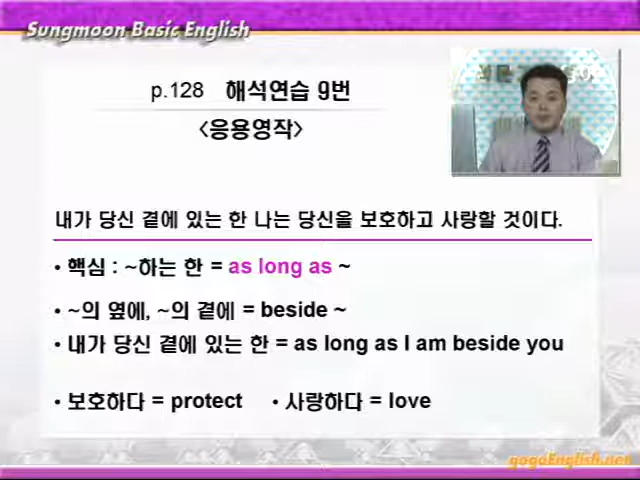 Sungmoon Basic English
p.128 해석연습 9번
<응용영작>
내가 당신 곁에 있는 한 나는 당신을 보호하고 사랑할 것이다.
• 핵심 : ~하는 한 = as long as ~
• ~의 옆에, ~의 곁에 = beside ~
• 내가 당신 곁에 있는 한 = as long as I am beside you
• 보호하다 = protect • 사랑하다 = love
gogoEnglish.net